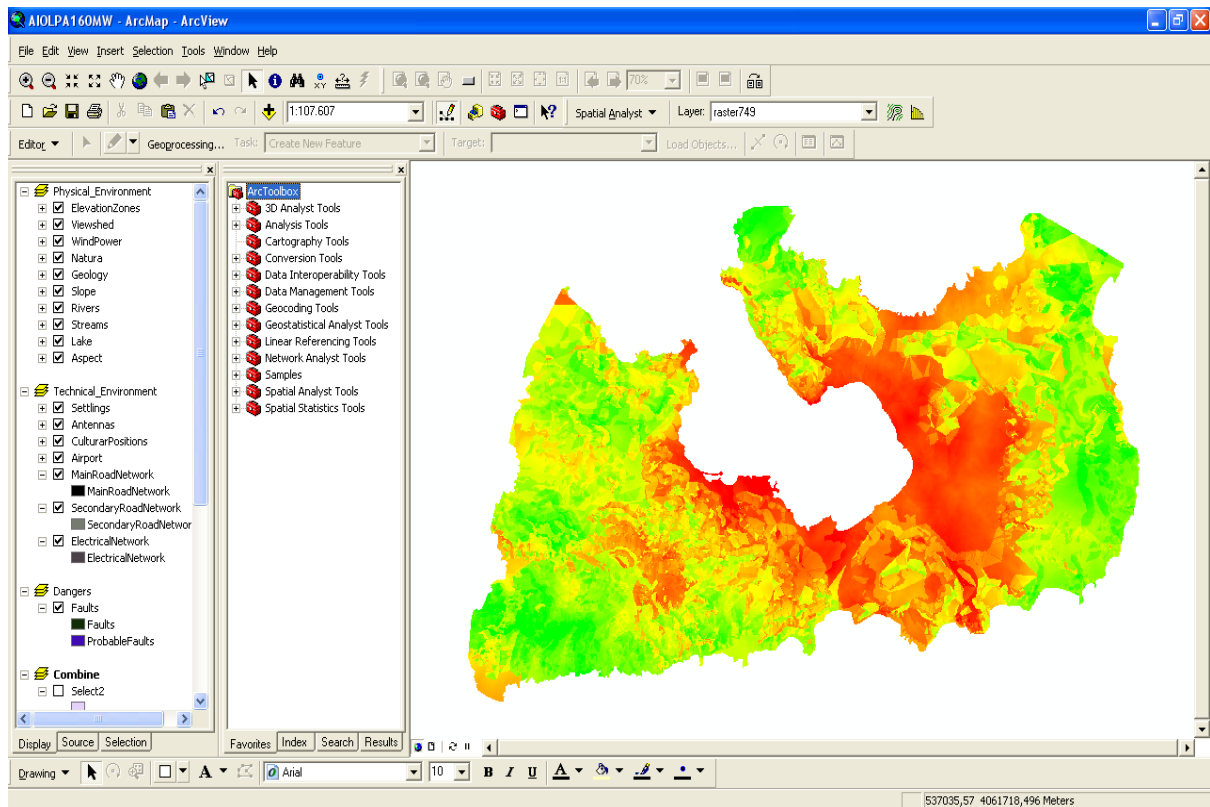 AIOLPA160MW - ArcMap - ArcView
File Edit View Insert Selection Tools Window Help
70%
1:107.607
Spatial Analyst
Layer: raster749
Editor
Geoprocessing...
Task: Create New Feature
Target:
Load Objects...
Physical_Environment
ElevationZones
Viewshed
WindPower
Natura
Geology
Slope
Rivers
Streams
Lake
Aspect
Technical_Environment
Settlings
Antennas
CulturarPositions
Airport
MainRoadNetwork
MainRoadNetwork
SecondaryRoadNetwork
SecondaryRoadNetwor
ElectricalNetwork
ElectricalNetwork
Dangers
Faults
Faults
ProbableFaults
Combine
Select2
Display Source Selection
ArcToolbox
3D Analyst Tools
Analysis Tools
Cartography Tools
Conversion Tools
Data Interoperability Tools
Data Management Tools
Geocoding Tools
Geostatistical Analyst Tools
Linear Referencing Tools
Network Analyst Tools
Samples
Spatial Analyst Tools
Spatial Statistics Tools
Favorites Index Search Results
Drawing
A
Arial
10
B I U A
537035,57 4061718,496 Meters